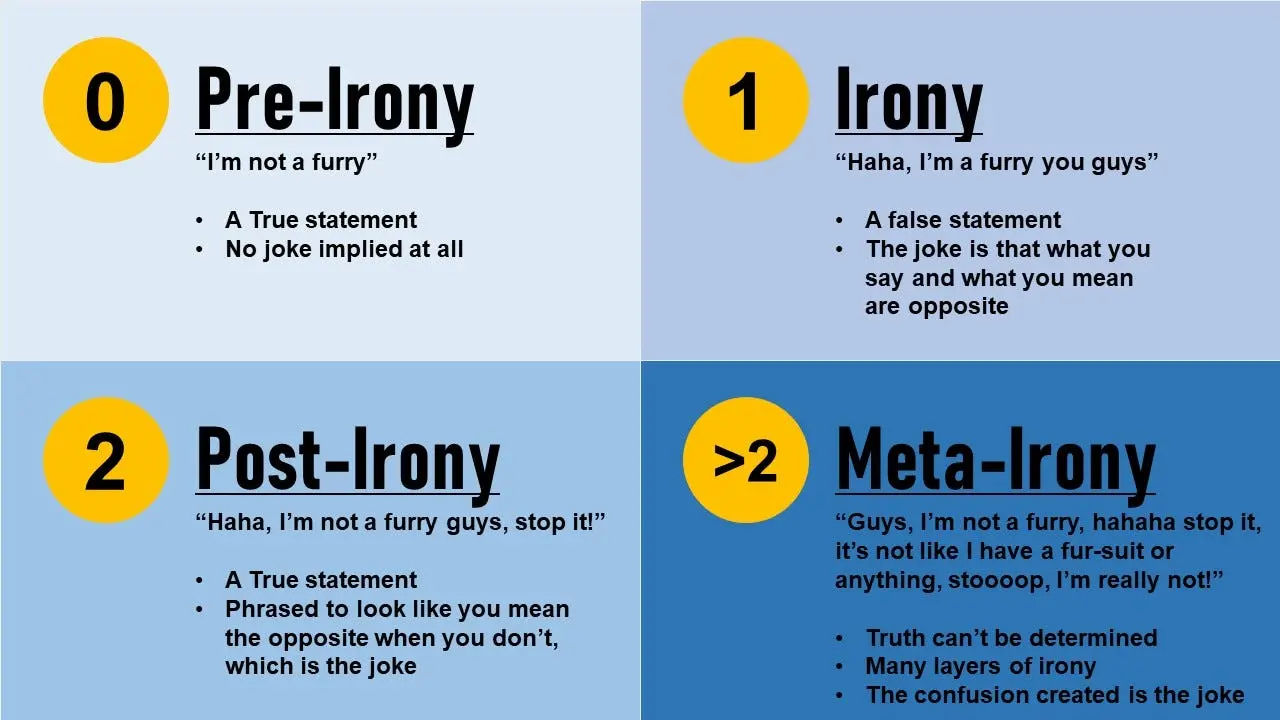 0
Pre-Irony
“I’m not a furry”
• A True statement
• No joke implied at all
1
Irony
“Haha, I’m a furry you guys”
• A false statement
• The joke is that what you
say and what you mean
are opposite
2
Post-Irony
“Haha, I’m not a furry guys, stop it!”
• A True statement
• Phrased to look like you mean
the opposite when you don’t,
which is the joke
>2
Meta-Irony
“Guys, I’m not a furry, hahaha stop it,
it’s not like I have a fur-suit or
anything, stoooop, I’m really not!”
• Truth can’t be determined
• Many layers of irony
• The confusion created is the joke